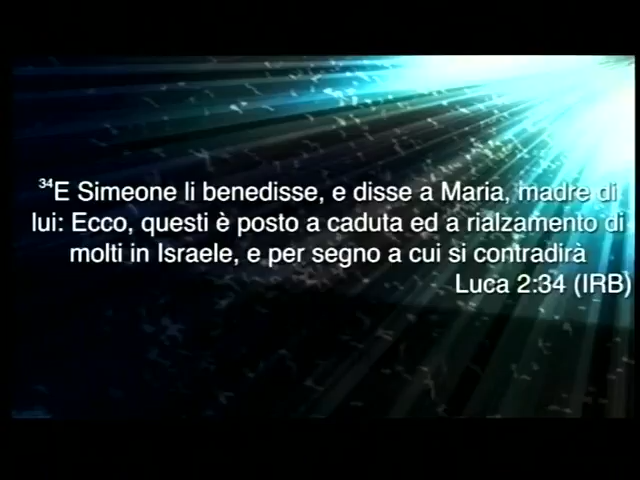 34E Simeone li benedisse, e disse a Maria, madre di
lui: Ecco, questi è posto a caduta ed a rialzamento di
molti in Israele, e per segno a cui si contradirà
Luca 2:34 (IRB)